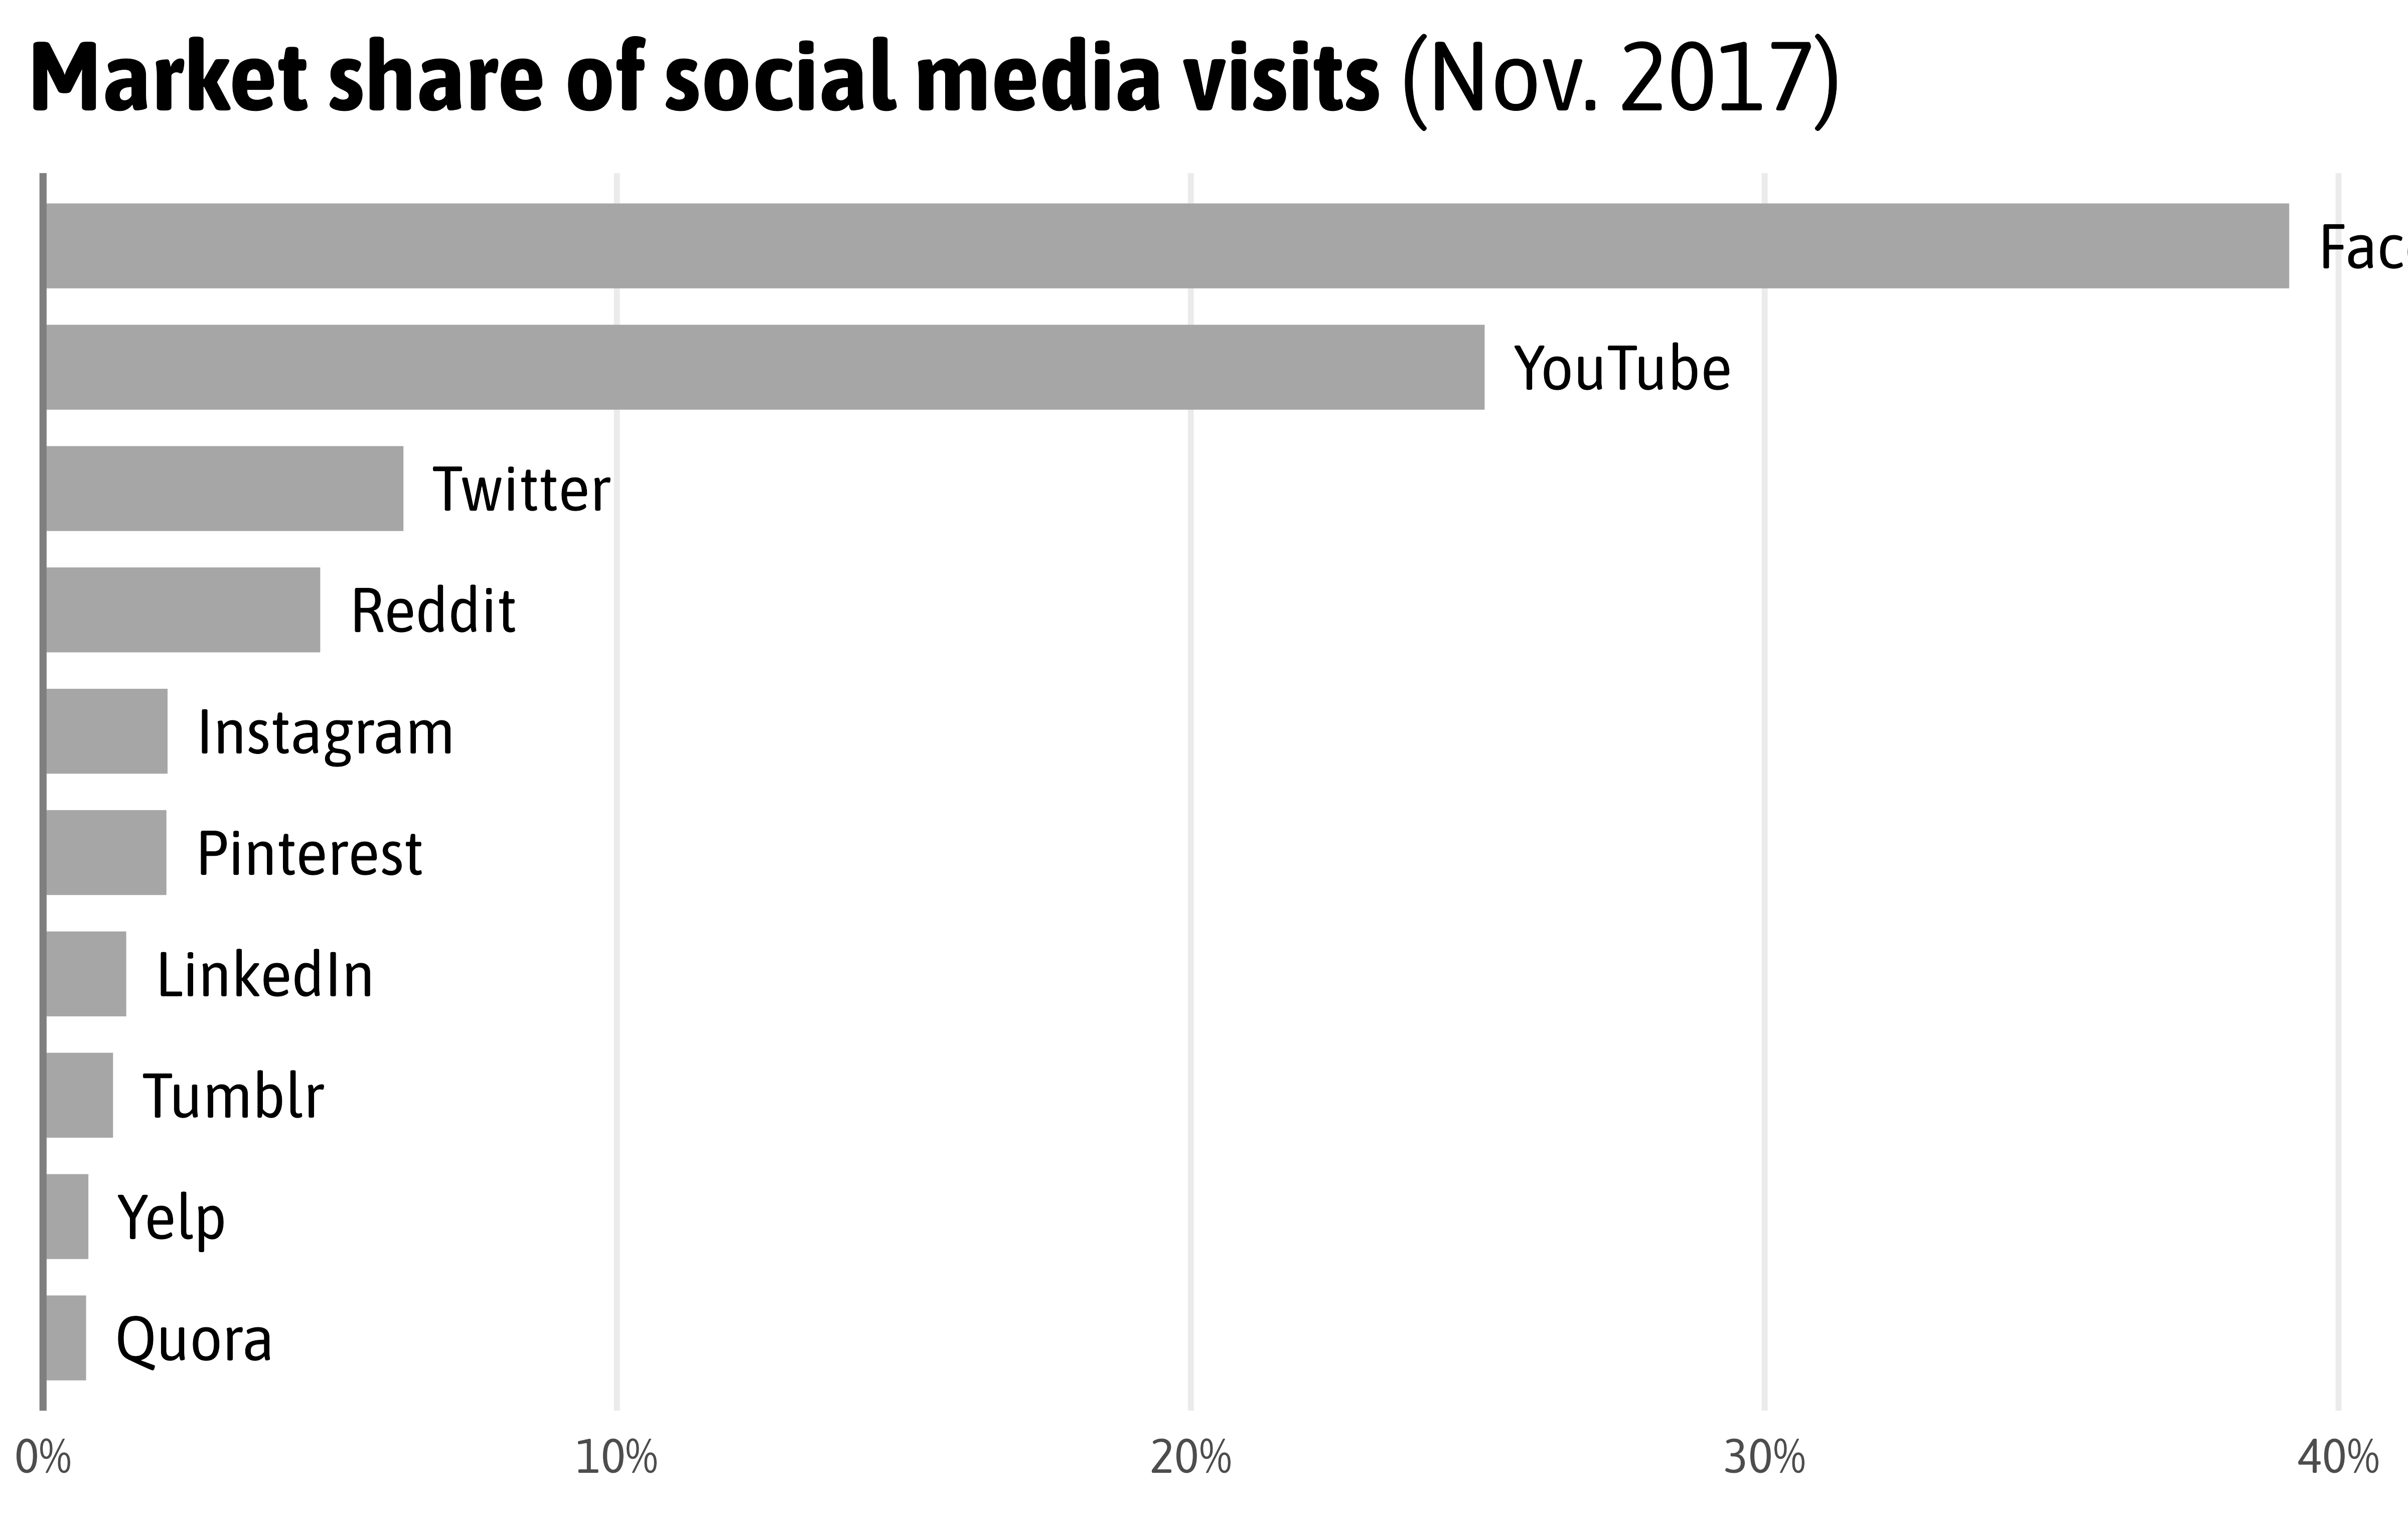 Market share of social media visits (Nov. 2017)
Fac
YouTube
Twitter
Reddit
Instagram
Pinterest
LinkedIn
Tumblr
Yelp
Quora
0% 10% 20% 30% 40%